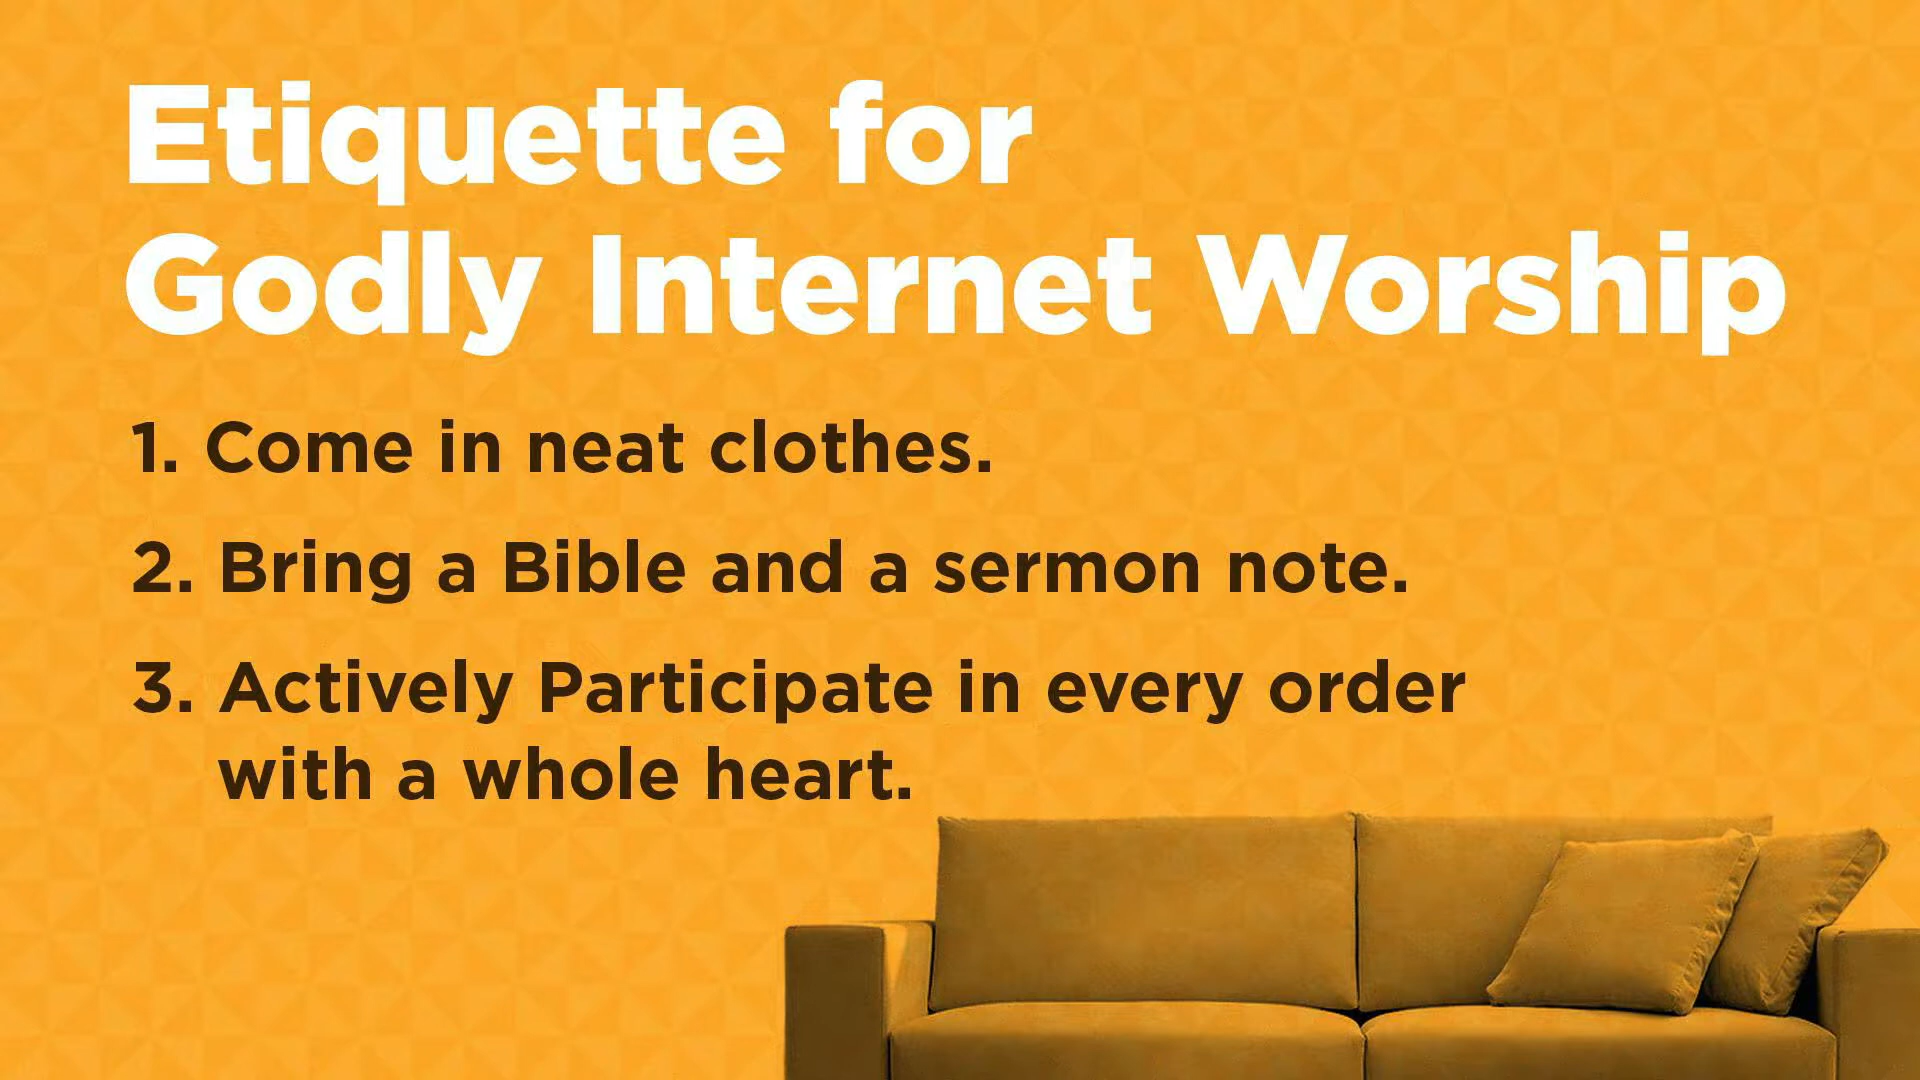 Etiquette for
Godly Internet Worship
1. Come in neat clothes.
2. Bring a Bible and a sermon note.
3. Actively Participate in every order
with a whole heart.